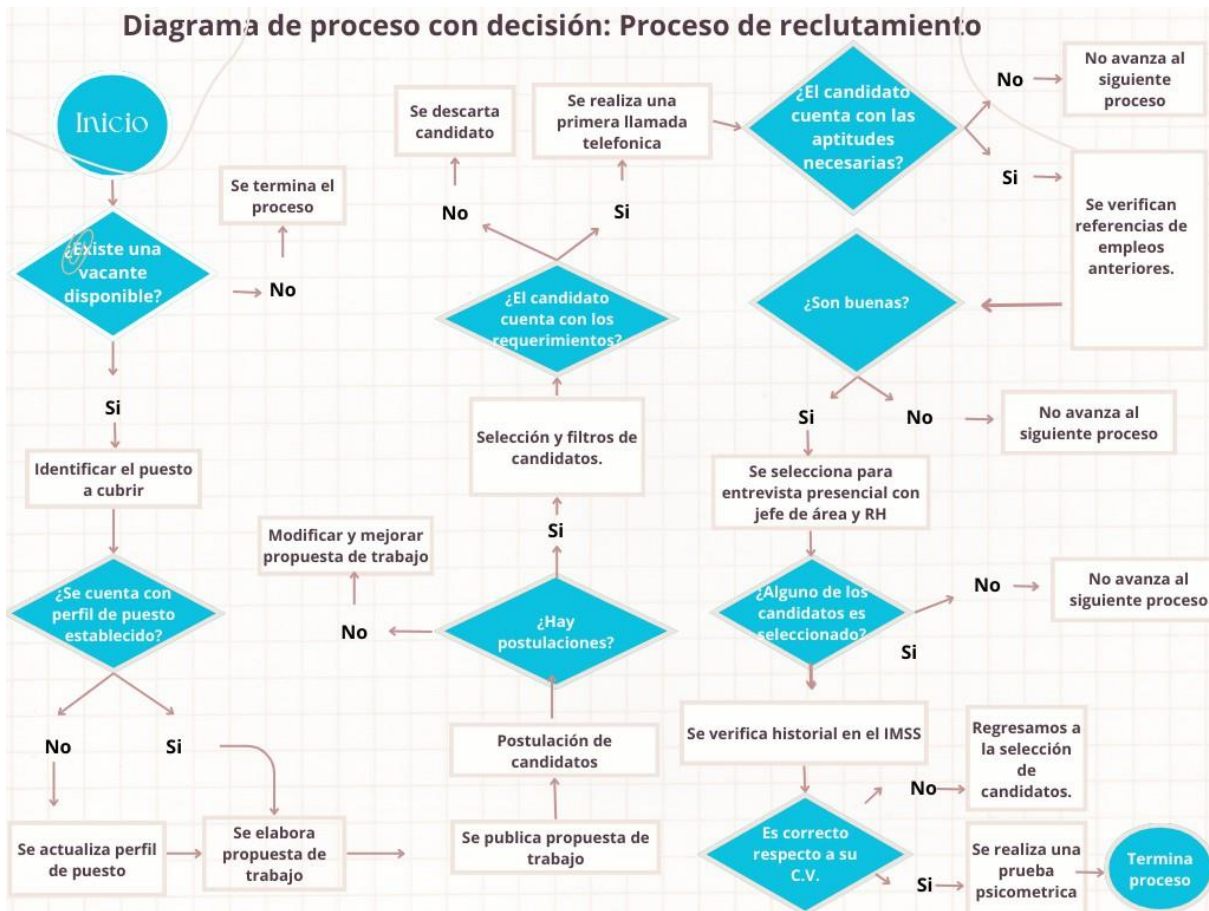 Diagrama de proceso con decisión: Proceso de reclutamiento
Inicio
¿Existe una
vacante
disponible?
No
Se termina el
proceso
Si
Identificar el puesto
a cubrir
¿Se cuenta con
perfil de puesto
establecido?
No
Si
Se actualiza perfil
de puesto
Se elabora
propuesta de
trabajo
Se publica propuesta de
trabajo
Postulación de
candidatos
¿Hay
postulaciones?
No
Modificar y mejorar
propuesta de trabajo
Si
Selección y filtros de
candidatos.
¿El candidato
cuenta con los
requerimientos?
No
Se descarta
candidato
Si
Se realiza una
primera llamada
telefonica
¿El candidato
cuenta con las
aptitudes
necesarias?
No
No avanza al
siguiente
proceso
Si
Se verifican
referencias de
empleos
anteriores.
¿Son buenas?
Si
No
No avanza al
siguiente proceso
Se selecciona para
entrevista presencial con
jefe de área y RH
¿Alguno de los
candidatos es
seleccionado?
No
No avanza al
siguiente proceso
Si
Se verifica historial en el IMSS
Es correcto
respecto a su
C.V.
No
Regresamos a
la selección
de
candidatos.
Si
Se realiza una
prueba
psicometrica
Termina
proceso